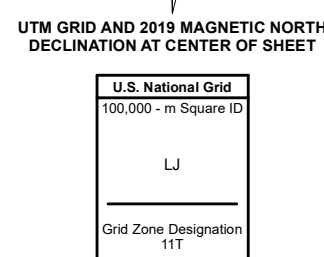 UTM GRID AND 2019 MAGNETIC NORTH
DECLINATION AT CENTER OF SHEET
U.S. National Grid
100,000 - m Square ID
LJ
Grid Zone Designation
11T